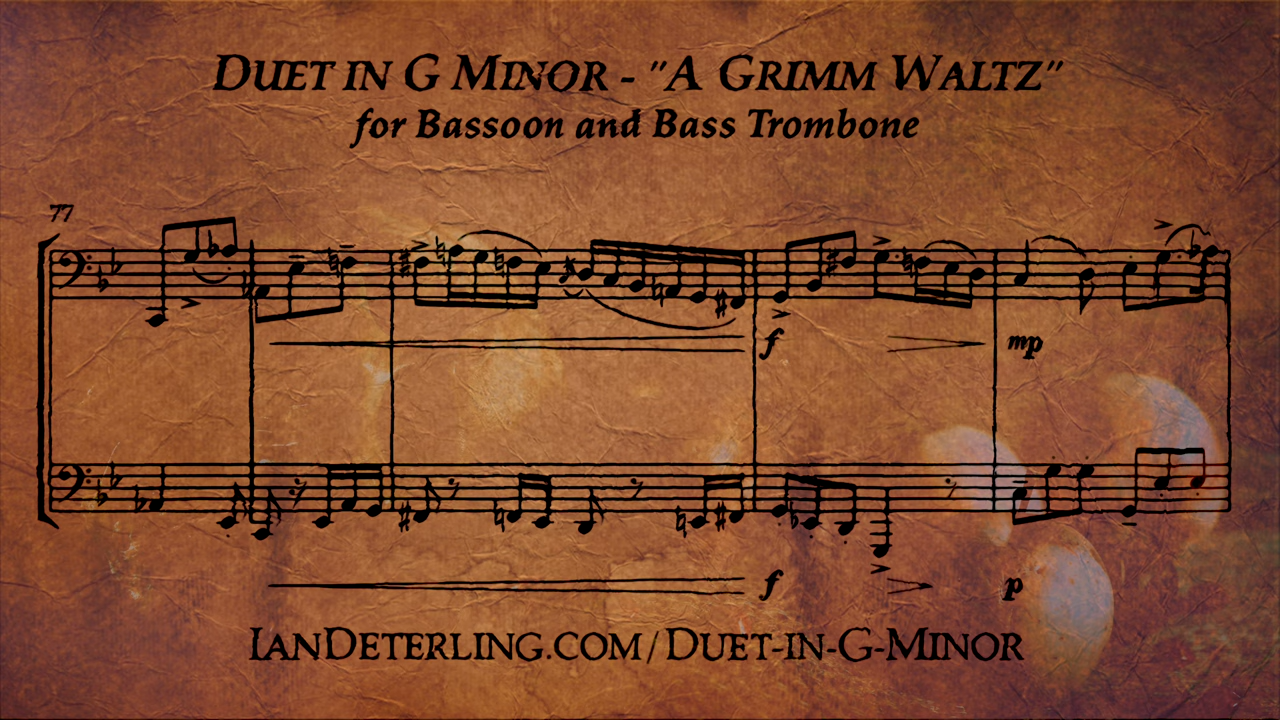 DUET IN G MINOR - "A GRIMM WALTZ"
for Bassoon and Bass Trombone
77
f
mp
f
p
IANDETERLING.COM/DUET-IN-G-MINOR